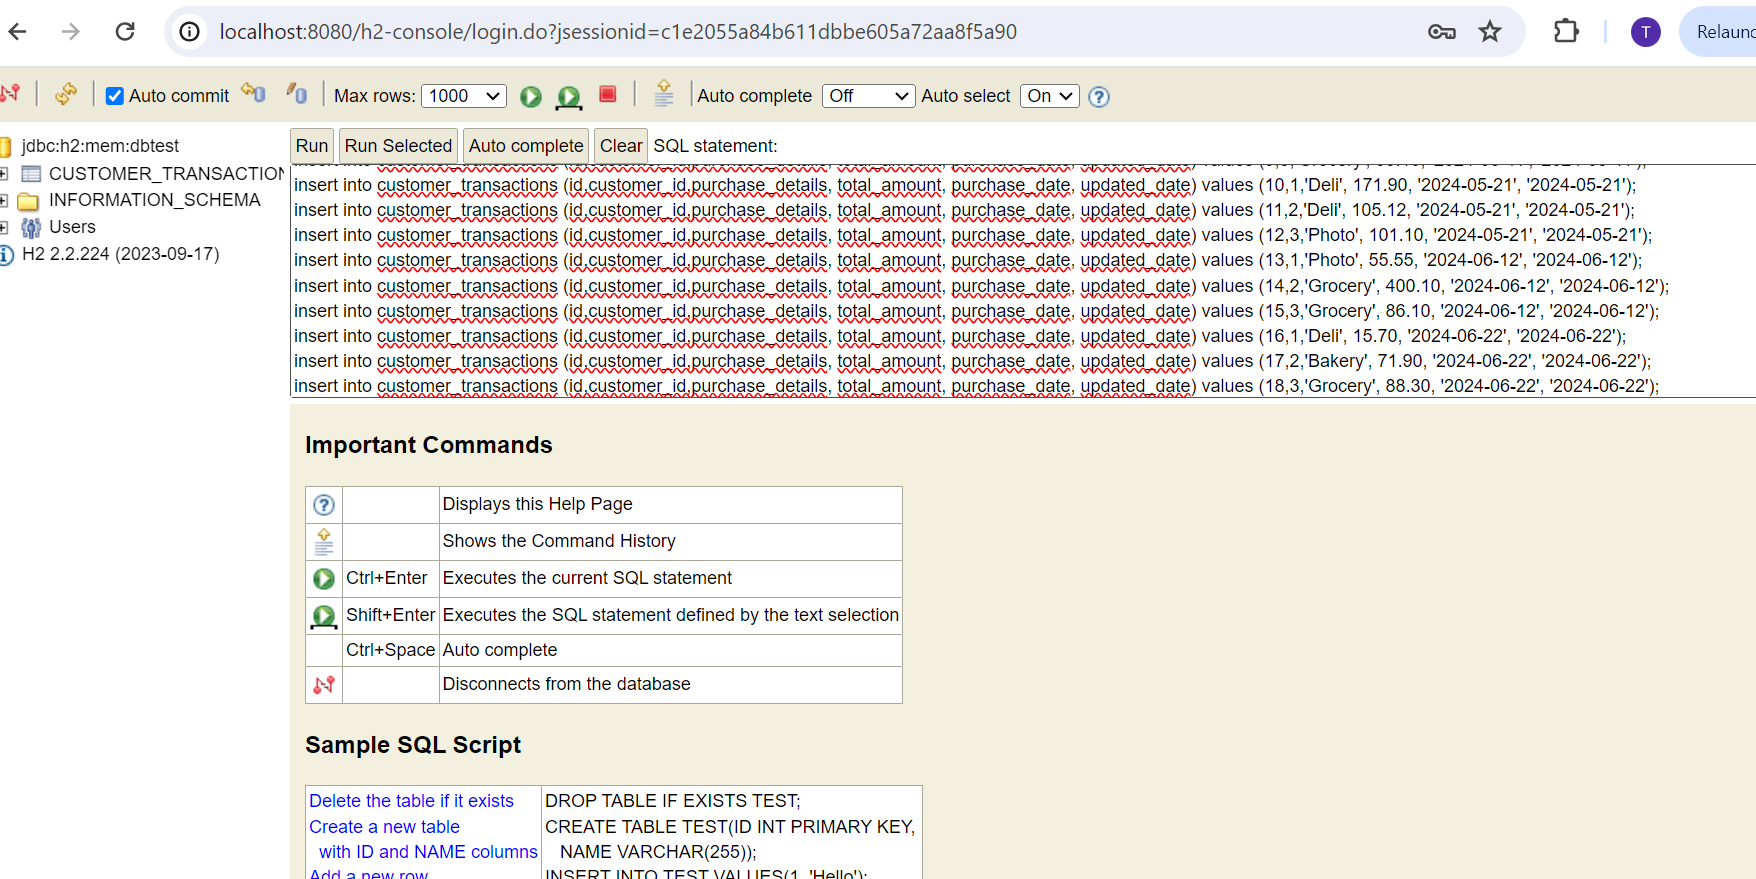 localhost:8080/h2-console/login.do?jsessionid=c1e2055a84b611dbbe605a72aa8f5a90
T
Relaunc
Auto commit
Max rows: 1000
Auto complete Off
Auto select On
jdbc:h2:mem:dbtest
CUSTOMER_TRANSACTION
INFORMATION_SCHEMA
Users
H2 2.2.224 (2023-09-17)
Run
Run Selected
Auto complete
Clear
SQL statement:
insert into customer_transactions (id,customer_id,purchase_details, total_amount, purchase_date, updated_date) values (10,1,'Deli', 171.90, '2024-05-21', '2024-05-21');
insert into customer_transactions (id,customer_id,purchase_details, total_amount, purchase_date, updated_date) values (11,2,'Deli', 105.12, '2024-05-21', '2024-05-21');
insert into customer_transactions (id,customer_id,purchase_details, total_amount, purchase_date, updated_date) values (12,3,'Photo', 101.10, '2024-05-21', '2024-05-21');
insert into customer_transactions (id,customer_id,purchase_details, total_amount, purchase_date, updated_date) values (13,1,'Photo', 55.55, '2024-06-12', '2024-06-12');
insert into customer_transactions (id,customer_id,purchase_details, total_amount, purchase_date, updated_date) values (14,2,'Grocery', 400.10, '2024-06-12', '2024-06-12');
insert into customer_transactions (id,customer_id,purchase_details, total_amount, purchase_date, updated_date) values (15,3,'Grocery', 86.10, '2024-06-12', '2024-06-12');
insert into customer_transactions (id,customer_id,purchase_details, total_amount, purchase_date, updated_date) values (16,1,'Deli', 15.70, '2024-06-22', '2024-06-22');
insert into customer_transactions (id,customer_id,purchase_details, total_amount, purchase_date, updated_date) values (17,2,'Bakery', 71.90, '2024-06-22', '2024-06-22');
insert into customer_transactions (id,customer_id,purchase_details, total_amount, purchase_date, updated_date) values (18,3,'Grocery', 88.30, '2024-06-22', '2024-06-22');
Important Commands
Displays this Help Page
Shows the Command History
Ctrl+Enter Executes the current SQL statement
Shift+Enter Executes the SQL statement defined by the text selection
Ctrl+Space Auto complete
Disconnects from the database
Sample SQL Script
Delete the table if it exists DROP TABLE IF EXISTS TEST;
Create a new table CREATE TABLE TEST(ID INT PRIMARY KEY,
with ID and NAME columns NAME VARCHAR(255));
Add a new row INSERT INTO TEST VALUES(1, 'Hello');